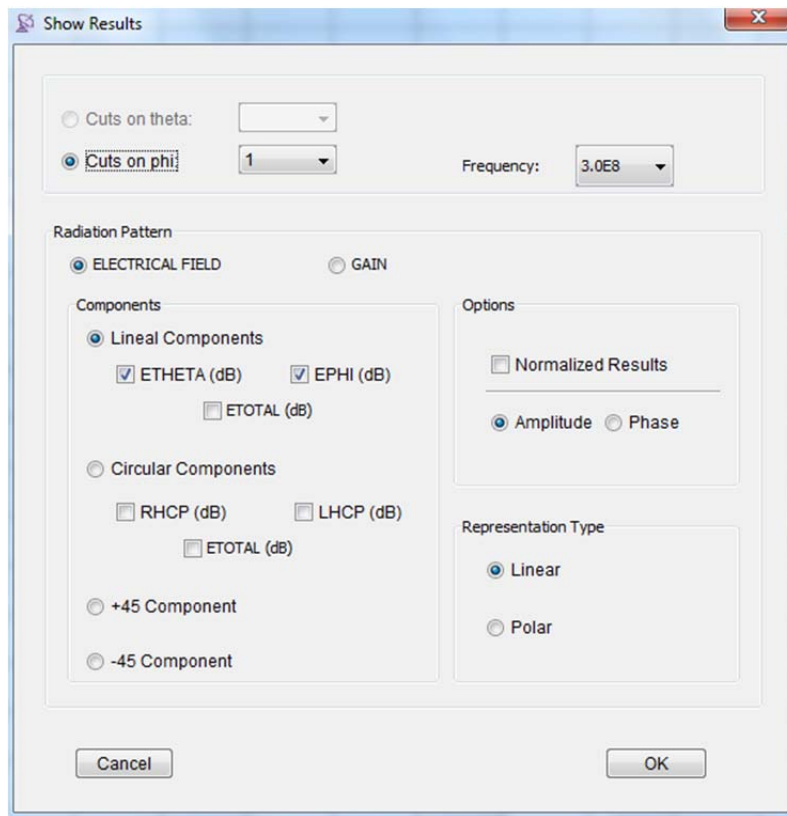 Show Results
Cuts on theta:
Cuts on phi:
1
Frequency:
3.0E8
Radiation Pattern
ELECTRICAL FIELD
GAIN
Components
Lineal Components
ETHETA (dB)
EPHI (dB)
ETOTAL (dB)
Circular Components
RHCP (dB)
LHCP (dB)
ETOTAL (dB)
+45 Component
-45 Component
Options
Normalized Results
Amplitude
Phase
Representation Type
Linear
Polar
Cancel
OK